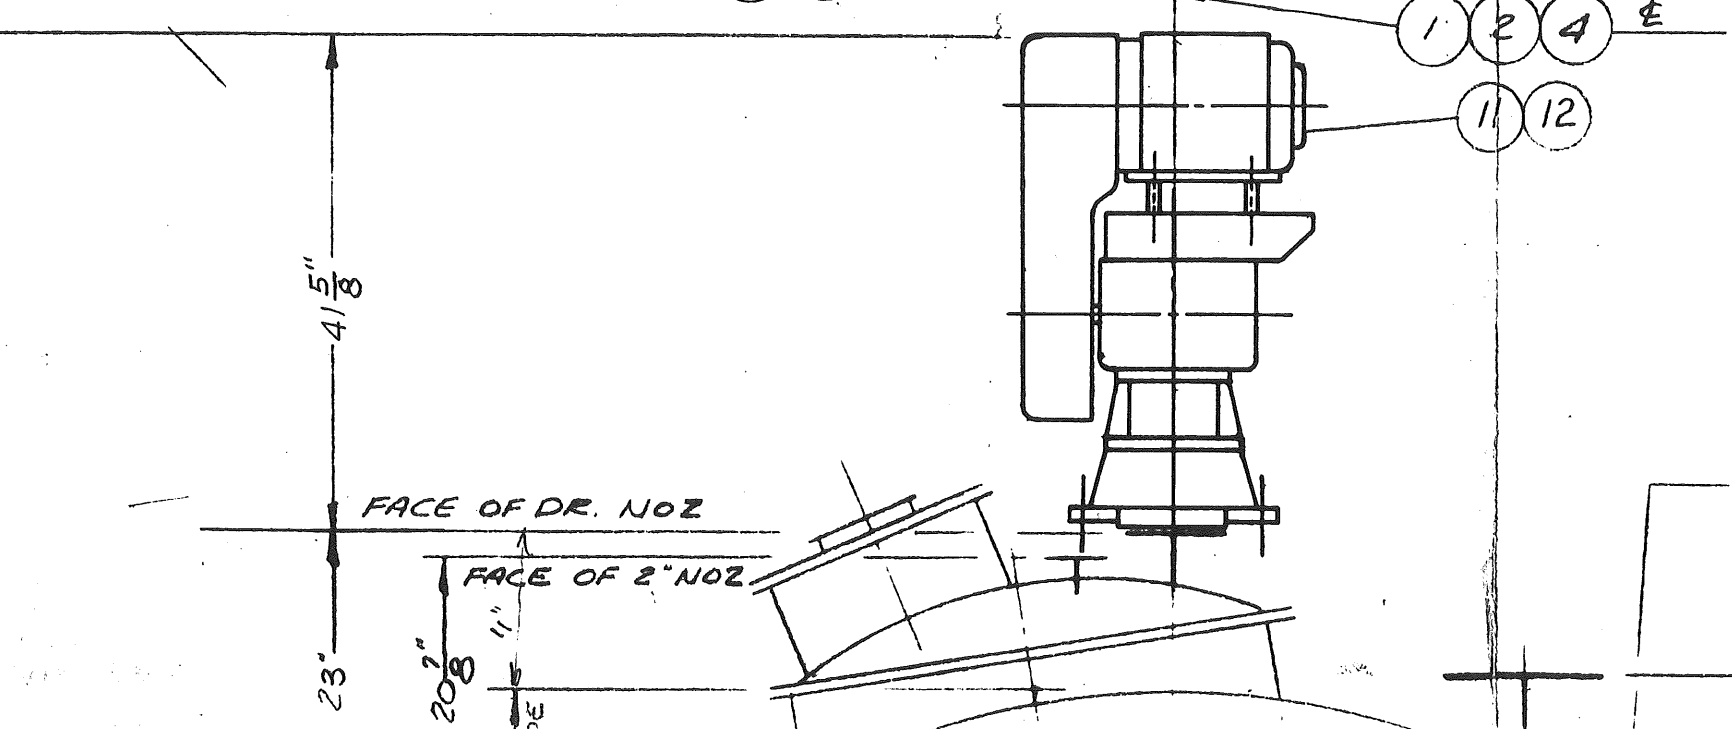 1 2 4 ℄
11 12
41 5/8"
FACE OF DR. NOZ
FACE OF 2" NOZ
23"
20 7/8"